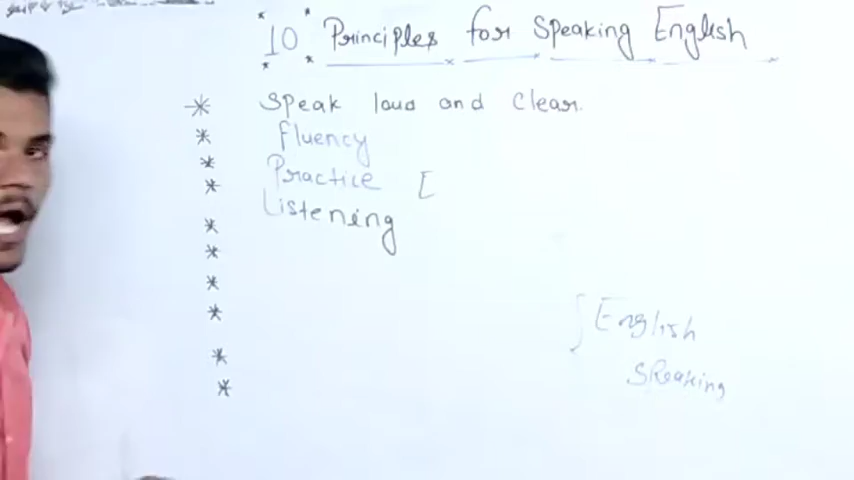 10 Principles for Speaking English
Speak loud and Clear.
fluency
Practice [
Listening
English
Speaking